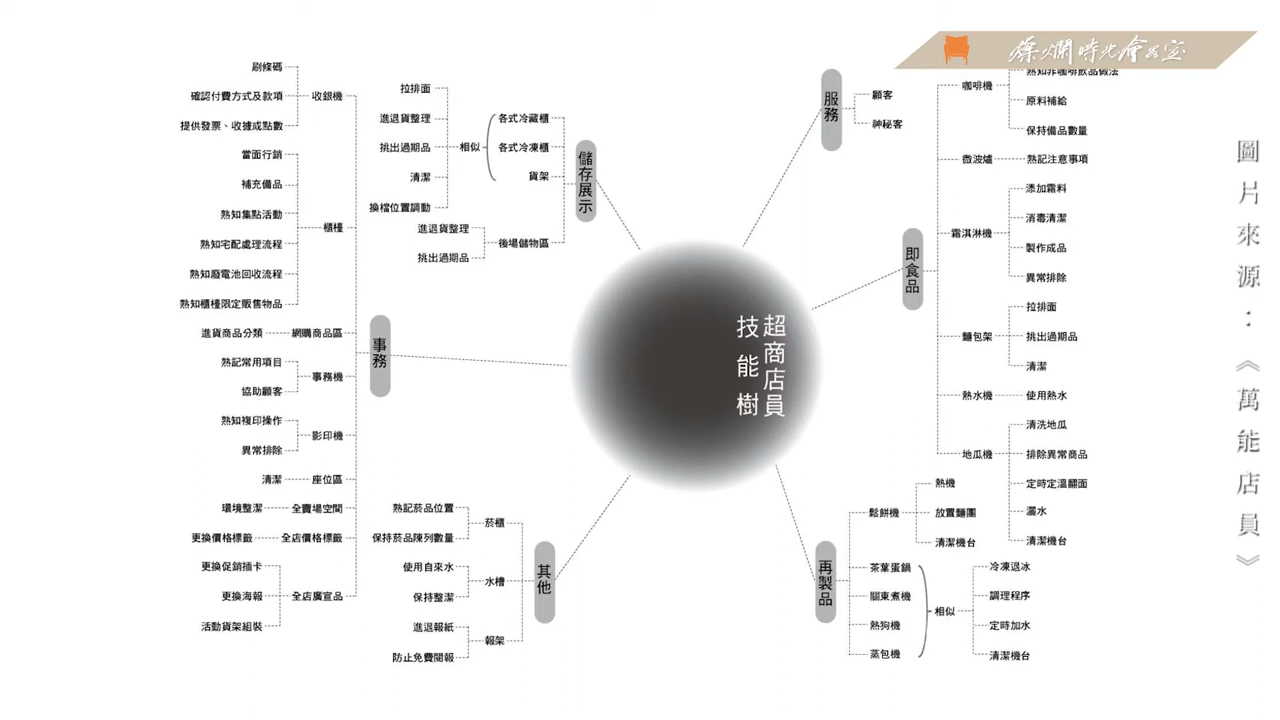 燦爛時光會客室
圖片來源：《萬能店員》
超商店員
技能樹
服務
顧客
神秘客
即食品
咖啡機
熟知非咖啡飲品做法
原料補給
保持備品數量
微波爐
熟記注意事項
霜淇淋機
添加霜料
消毒清潔
製作成品
異常排除
麵包架
拉排面
挑出過期品
清潔
熱水機
使用熱水
地瓜機
清洗地瓜
排除異常商品
定時定溫翻面
灑水
清潔機台
再製品
鬆餅機
熱機
放置麵團
清潔機台
茶葉蛋鍋
關東煮機
熱狗機
蒸包機
相似
冷凍退冰
調理程序
定時加水
清潔機台
儲存展示
各式冷藏櫃
各式冷凍櫃
貨架
相似
拉排面
進退貨整理
挑出過期品
清潔
換檔位置調動
後場儲物區
進退貨整理
挑出過期品
事務
收銀機
刷條碼
確認付費方式及款項
提供發票、收據或點數
櫃檯
當面行銷
補充備品
熟知集點活動
熟知宅配處理流程
熟知廢電池回收流程
熟知櫃檯限定販售物品
網購商品區
進貨商品分類
事務機
熟記常用項目
協助顧客
影印機
熟知複印操作
異常排除
座位區
清潔
全賣場空間
環境整潔
全店價格標籤
更換價格標籤
全店廣宣品
更換促銷插卡
更換海報
活動貨架組裝
其他
菸櫃
熟記菸品位置
保持菸品陳列數量
水槽
使用自來水
保持整潔
報架
進退報紙
防止免費閱報